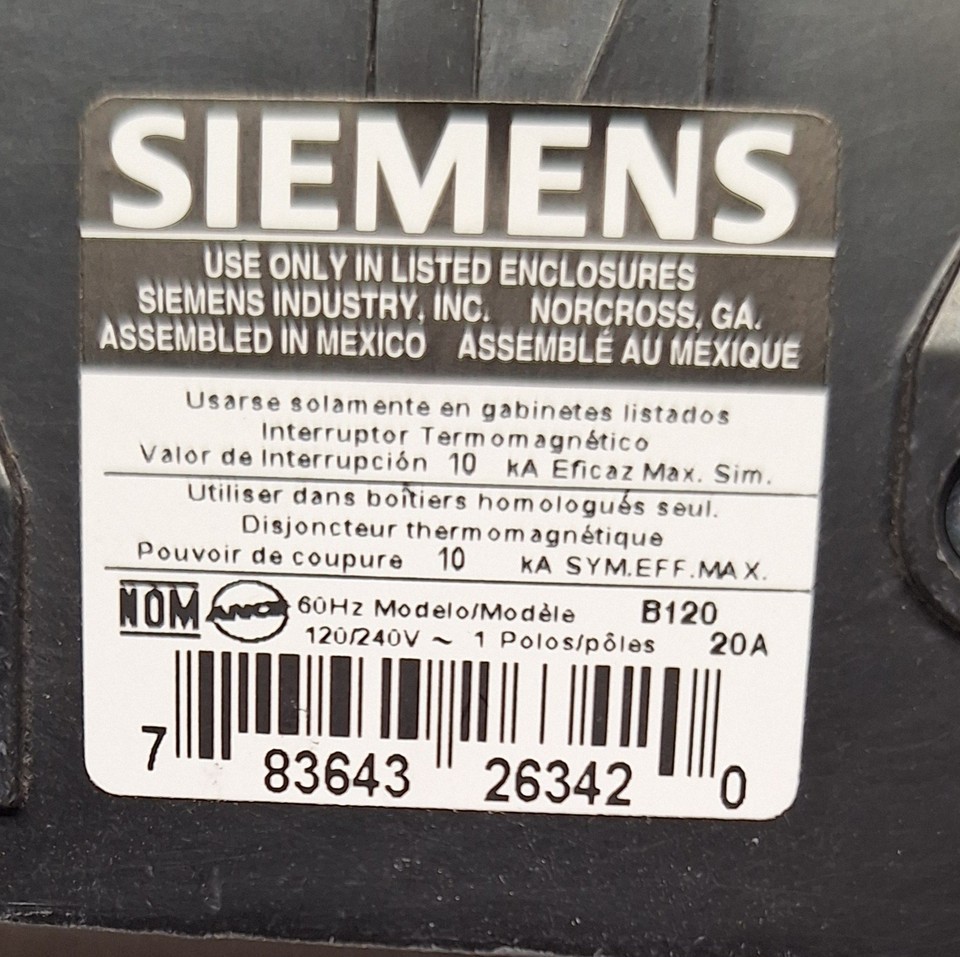 SIEMENS
USE ONLY IN LISTED ENCLOSURES
SIEMENS INDUSTRY, INC. NORCROSS, GA.
ASSEMBLED IN MEXICO ASSEMBLÉ AU MEXIQUE
Usarse solamente en gabinetes listados
Interruptor Termomagnético
Valor de Interrupción 10 kA Eficaz Max. Sim.
Utiliser dans boîtiers homologués seul.
Disjoncteur thermomagnétique
Pouvoir de coupure 10 kA SYM.EFF.MAX.
NOM ANCE 60Hz Modelo/Modèle B120
120/240V ~ 1 Polos/pôles 20A
7 83643 26342 0